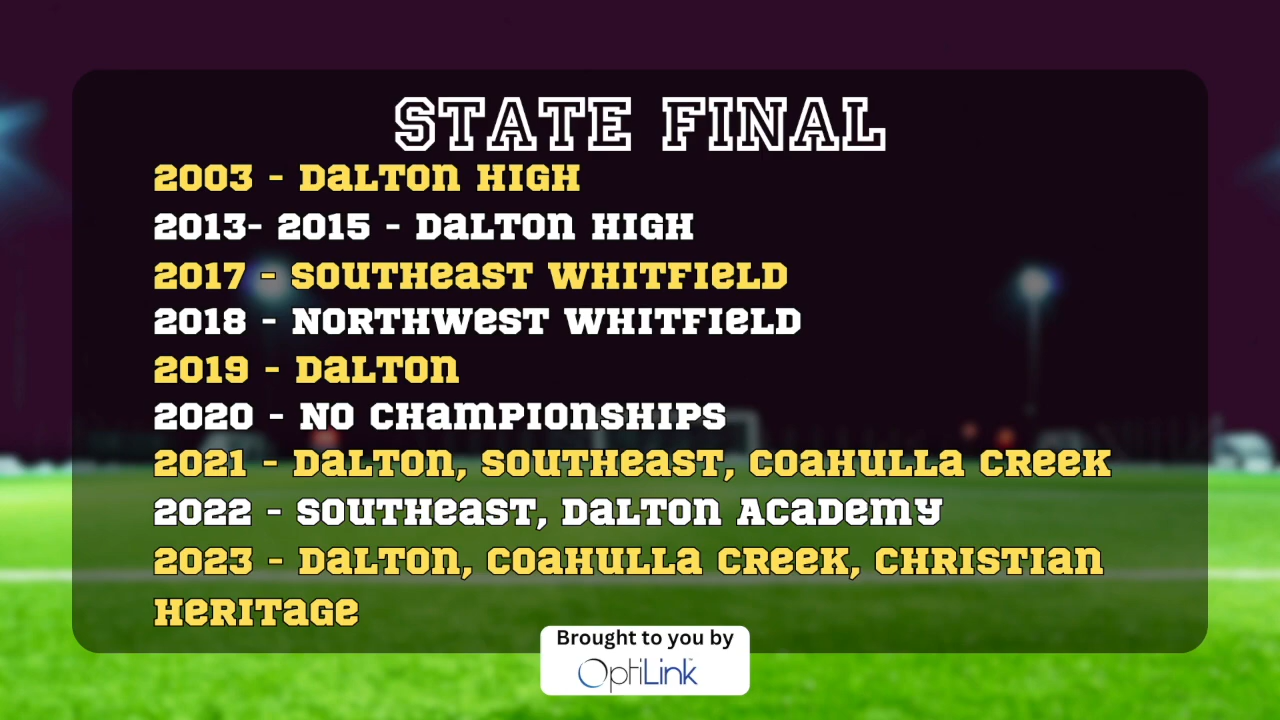 STATE FINAL
2003 - DALTON HIGH
2013- 2015 - DALTON HIGH
2017 - SOUTHEAST WHITFIELD
2018 - NORTHWEST WHITFIELD
2019 - DALTON
2020 - NO CHAMPIONSHIPS
2021 - DALTON, SOUTHEAST, COAHULLA CREEK
2022 - SOUTHEAST, DALTON ACADEMY
2023 - DALTON, COAHULLA CREEK, CHRISTIAN
HERITAGE
Brought to you by
OptiLink